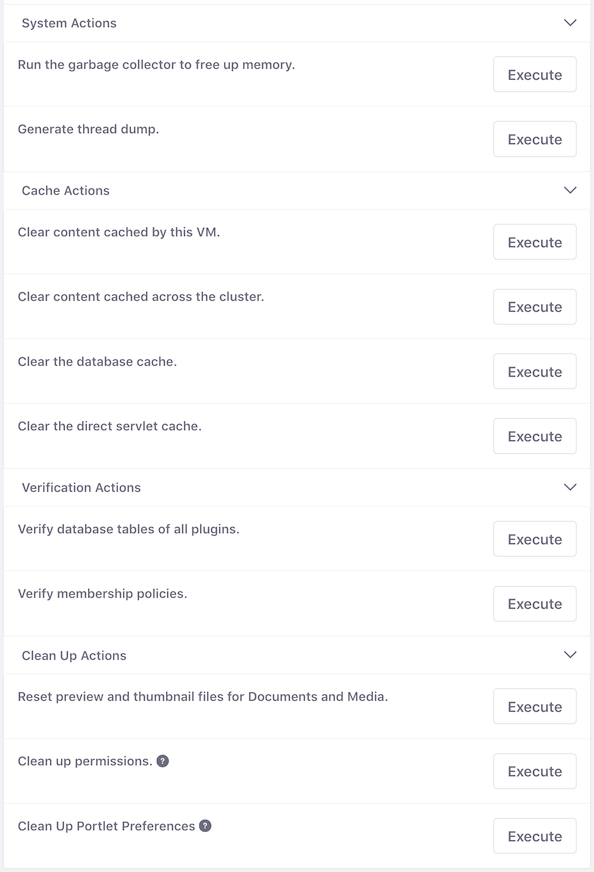 System Actions
Run the garbage collector to free up memory.
Execute
Generate thread dump.
Execute
Cache Actions
Clear content cached by this VM.
Execute
Clear content cached across the cluster.
Execute
Clear the database cache.
Execute
Clear the direct servlet cache.
Execute
Verification Actions
Verify database tables of all plugins.
Execute
Verify membership policies.
Execute
Clean Up Actions
Reset preview and thumbnail files for Documents and Media.
Execute
Clean up permissions. ?
Execute
Clean Up Portlet Preferences ?
Execute